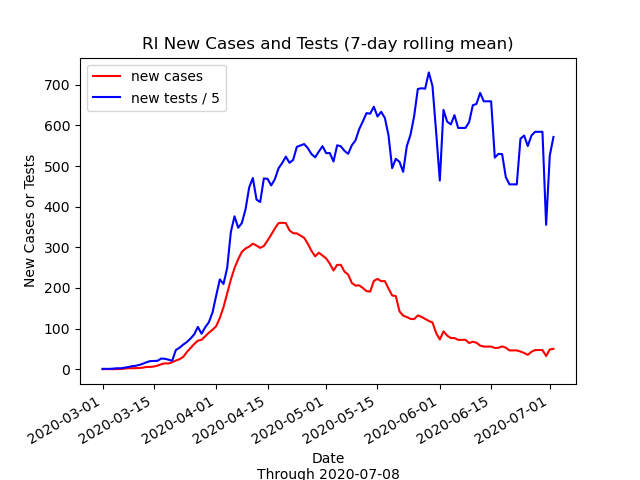 RI New Cases and Tests (7-day rolling mean)
new cases
new tests / 5
New Cases or Tests
700
600
500
400
300
200
100
0
2020-03-01
2020-03-15
2020-04-01
2020-04-15
2020-05-01
2020-05-15
2020-06-01
2020-06-15
2020-07-01
Date
Through 2020-07-08